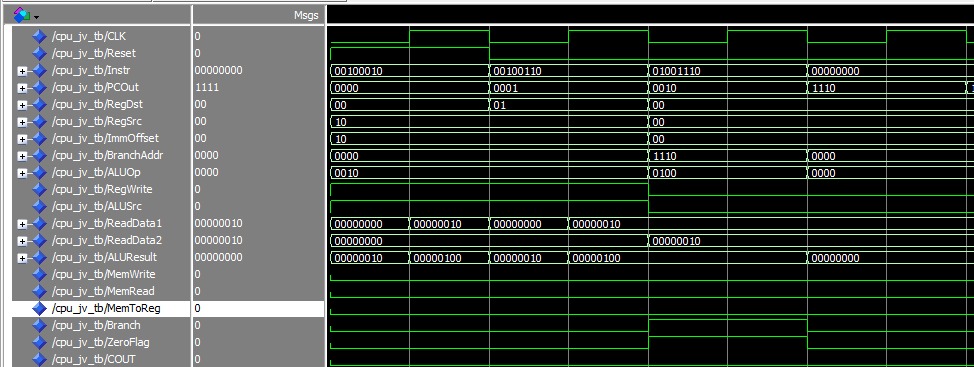 Msgs
/cpu_jv_tb/CLK 0
/cpu_jv_tb/Reset 0
/cpu_jv_tb/Instr 00000000 00100010 00100110 01001110 00000000
/cpu_jv_tb/PCOut 1111 0000 0001 0010 1110
/cpu_jv_tb/RegDst 00 00 01 00
/cpu_jv_tb/RegSrc 00 10 00
/cpu_jv_tb/ImmOffset 00 10 00
/cpu_jv_tb/BranchAddr 0000 0000 1110 0000
/cpu_jv_tb/ALUOp 0000 0010 0100 0000
/cpu_jv_tb/RegWrite 0
/cpu_jv_tb/ALUSrc 0
/cpu_jv_tb/ReadData1 00000010 00000000 00000010 00000000 00000010
/cpu_jv_tb/ReadData2 00000010 00000000 00000010
/cpu_jv_tb/ALUResult 00000000 00000010 00000100 00000010 00000100 00000000
/cpu_jv_tb/MemWrite 0
/cpu_jv_tb/MemRead 0
/cpu_jv_tb/MemToReg 0
/cpu_jv_tb/Branch 0
/cpu_jv_tb/ZeroFlag 0
/cpu_jv_tb/COUT 0